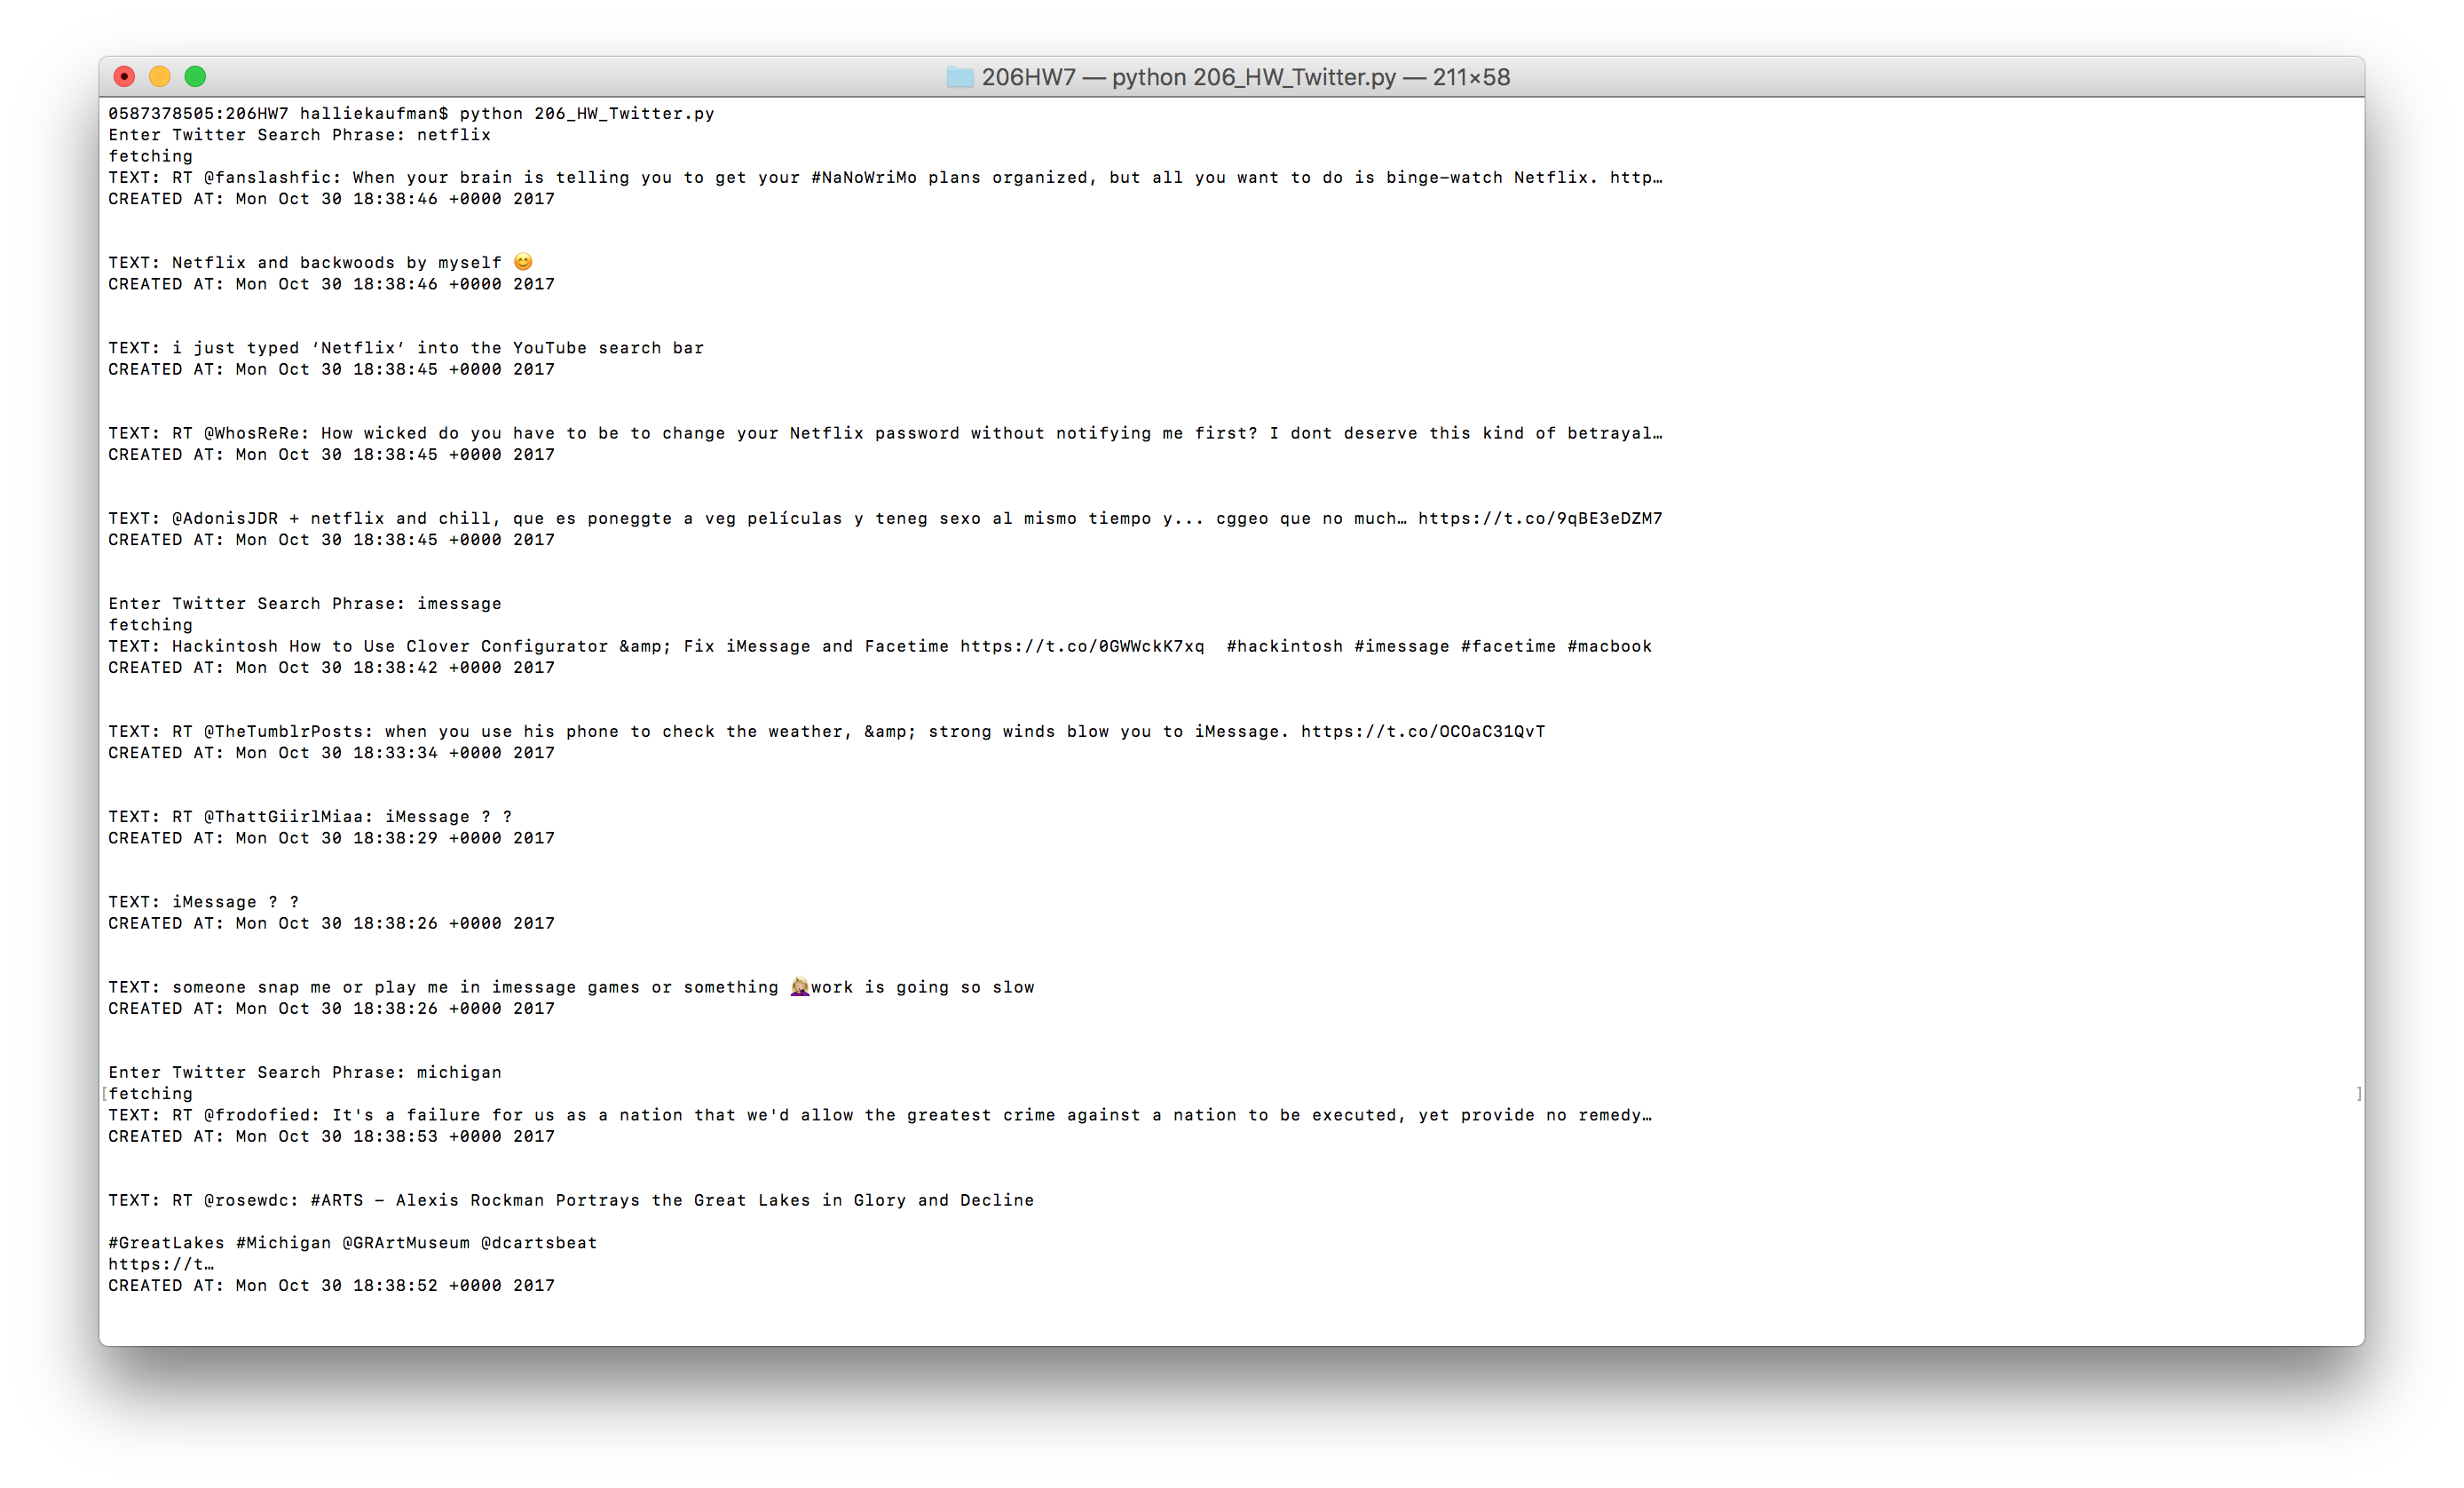 206HW7 — python 206_HW_Twitter.py — 211×58
0587378505:206HW7 halliekaufman$ python 206_HW_Twitter.py
Enter Twitter Search Phrase: netflix
fetching
TEXT: RT @fanslashfic: When your brain is telling you to get your #NaNoWriMo plans organized, but all you want to do is binge-watch Netflix. http…
CREATED AT: Mon Oct 30 18:38:46 +0000 2017
TEXT: Netflix and backwoods by myself 😊
CREATED AT: Mon Oct 30 18:38:46 +0000 2017
TEXT: i just typed ‘Netflix’ into the YouTube search bar
CREATED AT: Mon Oct 30 18:38:45 +0000 2017
TEXT: RT @WhosReRe: How wicked do you have to be to change your Netflix password without notifying me first? I dont deserve this kind of betrayal…
CREATED AT: Mon Oct 30 18:38:45 +0000 2017
TEXT: @AdonisJDR + netflix and chill, que es poneggte a veg películas y teneg sexo al mismo tiempo y... cggeo que no much… https://t.co/9qBE3eDZM7
CREATED AT: Mon Oct 30 18:38:45 +0000 2017
Enter Twitter Search Phrase: imessage
fetching
TEXT: Hackintosh How to Use Clover Configurator &amp; Fix iMessage and Facetime https://t.co/0GWWckK7xq  #hackintosh #imessage #facetime #macbook
CREATED AT: Mon Oct 30 18:38:42 +0000 2017
TEXT: RT @TheTumblrPosts: when you use his phone to check the weather, &amp; strong winds blow you to iMessage. https://t.co/OCOaC31QvT
CREATED AT: Mon Oct 30 18:33:34 +0000 2017
TEXT: RT @ThattGiirlMiaa: iMessage ? ?
CREATED AT: Mon Oct 30 18:38:29 +0000 2017
TEXT: iMessage ? ?
CREATED AT: Mon Oct 30 18:38:26 +0000 2017
TEXT: someone snap me or play me in imessage games or something 🤦🏼‍♀️work is going so slow
CREATED AT: Mon Oct 30 18:38:26 +0000 2017
Enter Twitter Search Phrase: michigan
[fetching ]
TEXT: RT @frodofied: It's a failure for us as a nation that we'd allow the greatest crime against a nation to be executed, yet provide no remedy…
CREATED AT: Mon Oct 30 18:38:53 +0000 2017
TEXT: RT @rosewdc: #ARTS - Alexis Rockman Portrays the Great Lakes in Glory and Decline
#GreatLakes #Michigan @GRArtMuseum @dcartsbeat
https://t…
CREATED AT: Mon Oct 30 18:38:52 +0000 2017